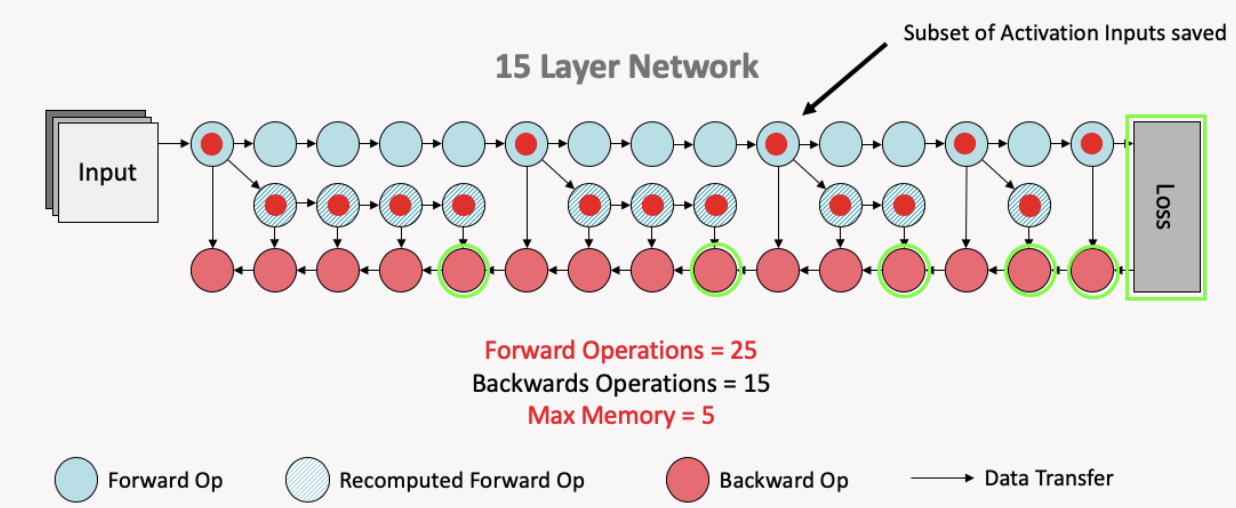 Subset of Activation Inputs saved
15 Layer Network
Input
Loss
Forward Operations = 25
Backwards Operations = 15
Max Memory = 5
Forward Op
Recomputed Forward Op
Backward Op
Data Transfer